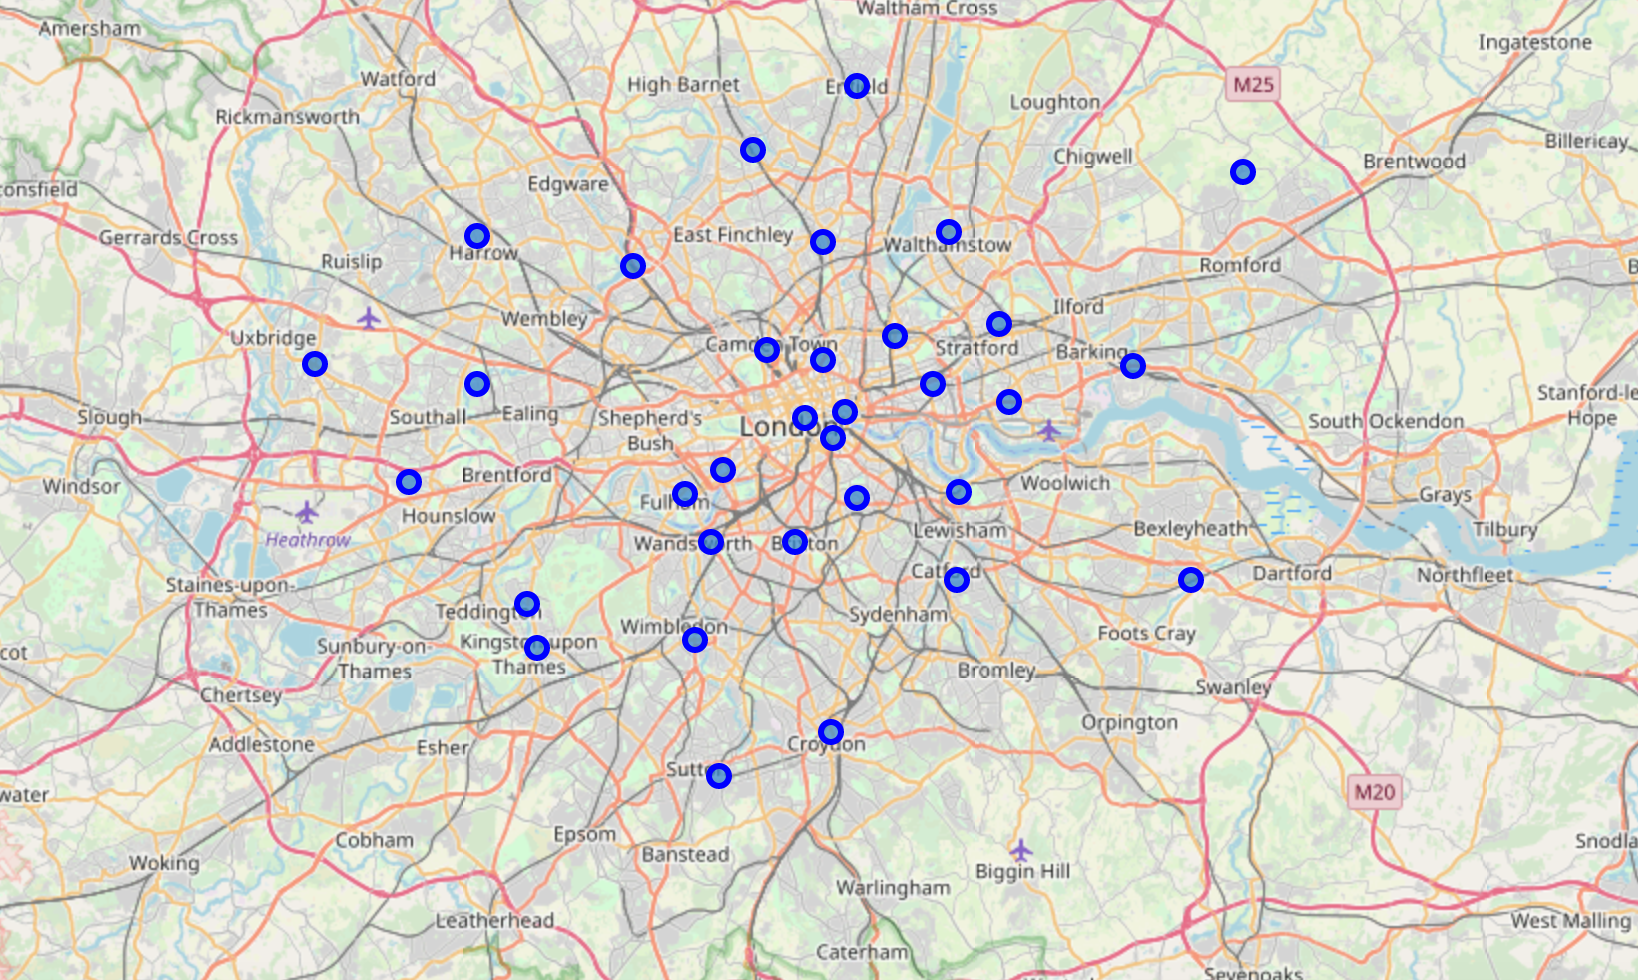 Waltham Cross
Amersham
Ingatestone
Watford
High Barnet
M25
Loughton
Rickmansworth
Billericay
Chigwell
Brentwood
Edgware
East Finchley
Gerrards Cross
Walthamstow
Harrow
Ruislip
Romford
Ilford
Wembley
Uxbridge
Camden Town
Stratford
Barking
Slough
Southall
Ealing
Shepherd's
Bush
South Ockendon
Stanford-le
Hope
London
Brentford
Windsor
Woolwich
Grays
Fulham
Hounslow
Lewisham
Bexleyheath
Tilbury
Heathrow
Wandsworth
Brixton
Catford
Dartford
Northfleet
Staines-upon-
Thames
Teddington
Sydenham
Wimbledon
Foots Cray
Kingston upon
Thames
Sunbury-on-
Thames
Bromley
Chertsey
Swanley
Orpington
Addlestone
Esher
Croydon
Sutton
M20
Cobham
Epsom
Banstead
Woking
Biggin Hill
Warlingham
Leatherhead
West Malling
Caterham
Sevenoaks